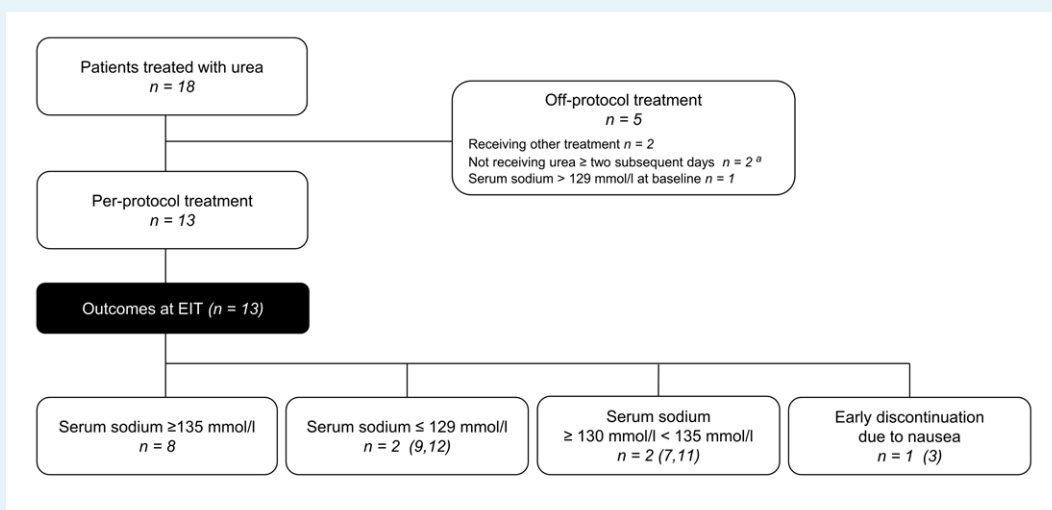 Patients treated with urea
n = 18
Off-protocol treatment
n = 5
Receiving other treatment n = 2
Not receiving urea ≥ two subsequent days n = 2 a
Serum sodium > 129 mmol/l at baseline n = 1
Per-protocol treatment
n = 13
Outcomes at EIT (n = 13)
Serum sodium ≥135 mmol/l
n = 8
Serum sodium ≤ 129 mmol/l
n = 2 (9,12)
Serum sodium
≥ 130 mmol/l < 135 mmol/l
n = 2 (7,11)
Early discontinuation
due to nausea
n = 1 (3)